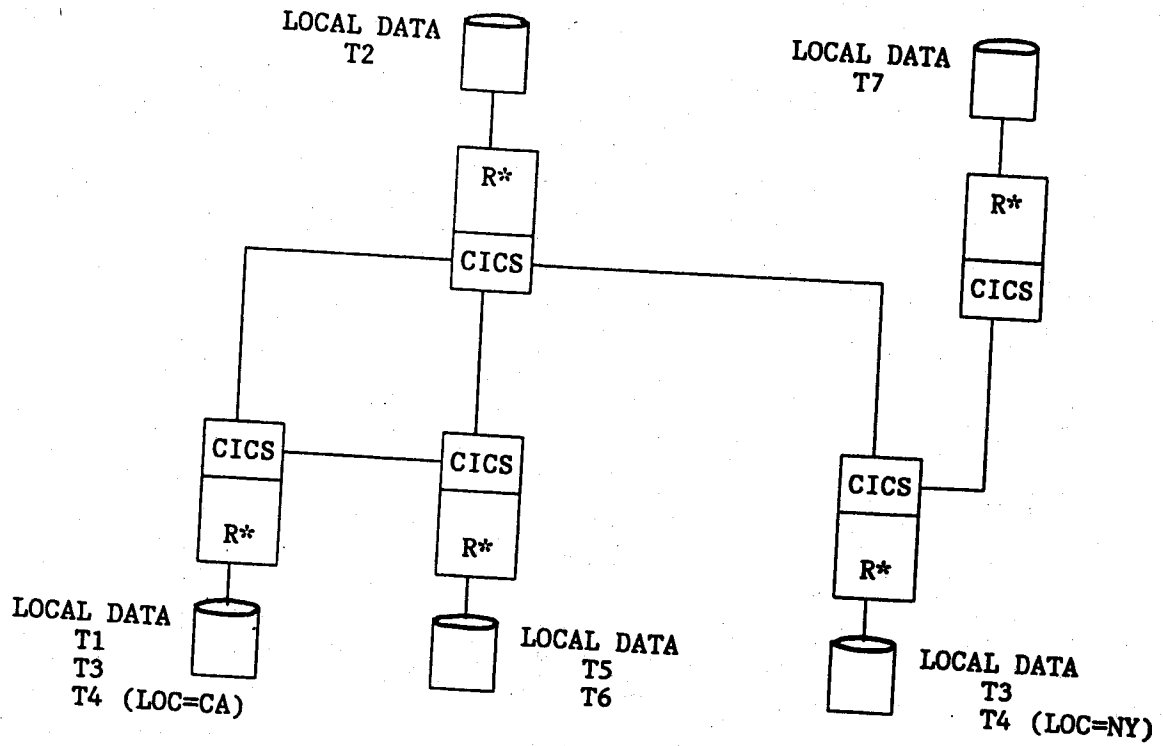 LOCAL DATA
T2
LOCAL DATA
T7
R*
CICS
R*
CICS
CICS
R*
CICS
R*
CICS
R*
LOCAL DATA
T1
T3
T4 (LOC=CA)
LOCAL DATA
T5
T6
LOCAL DATA
T3
T4 (LOC=NY)